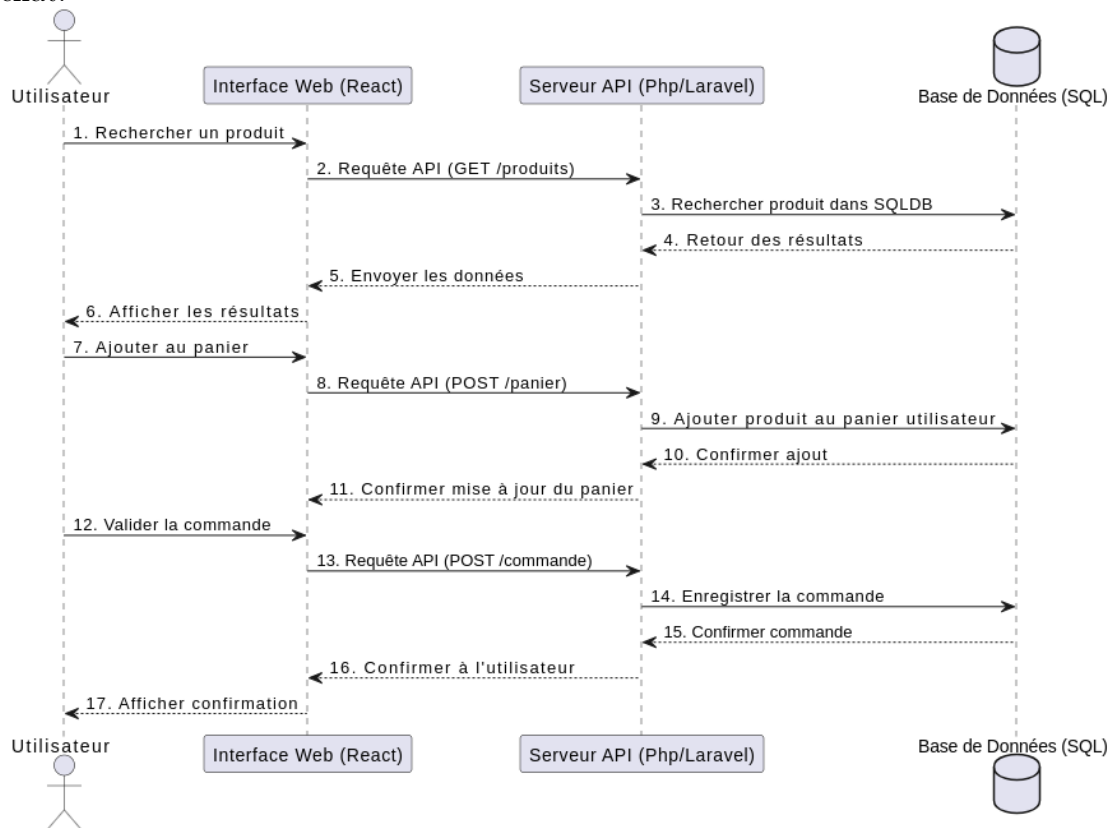 Utilisateur
Interface Web (React)
Serveur API (Php/Laravel)
Base de Données (SQL)
1. Rechercher un produit
2. Requête API (GET /produits)
3. Rechercher produit dans SQLDB
4. Retour des résultats
5. Envoyer les données
6. Afficher les résultats
7. Ajouter au panier
8. Requête API (POST /panier)
9. Ajouter produit au panier utilisateur
10. Confirmer ajout
11. Confirmer mise à jour du panier
12. Valider la commande
13. Requête API (POST /commande)
14. Enregistrer la commande
15. Confirmer commande
16. Confirmer à l'utilisateur
17. Afficher confirmation
Utilisateur
Interface Web (React)
Serveur API (Php/Laravel)
Base de Données (SQL)